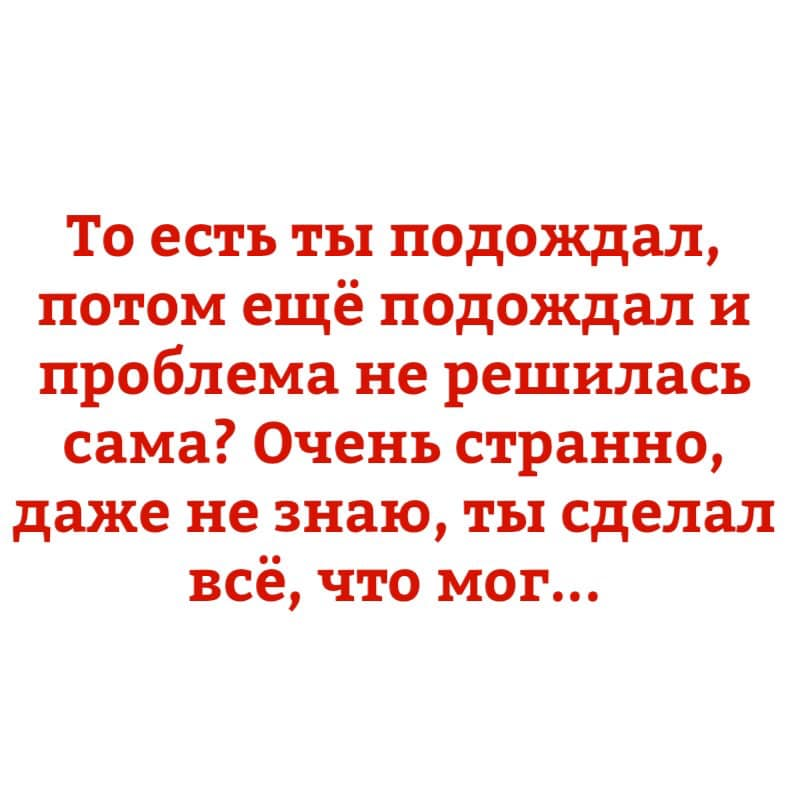 То есть ты подождал,
потом ещё подождал и
проблема не решилась
сама? Очень странно,
даже не знаю, ты сделал
всё, что мог...